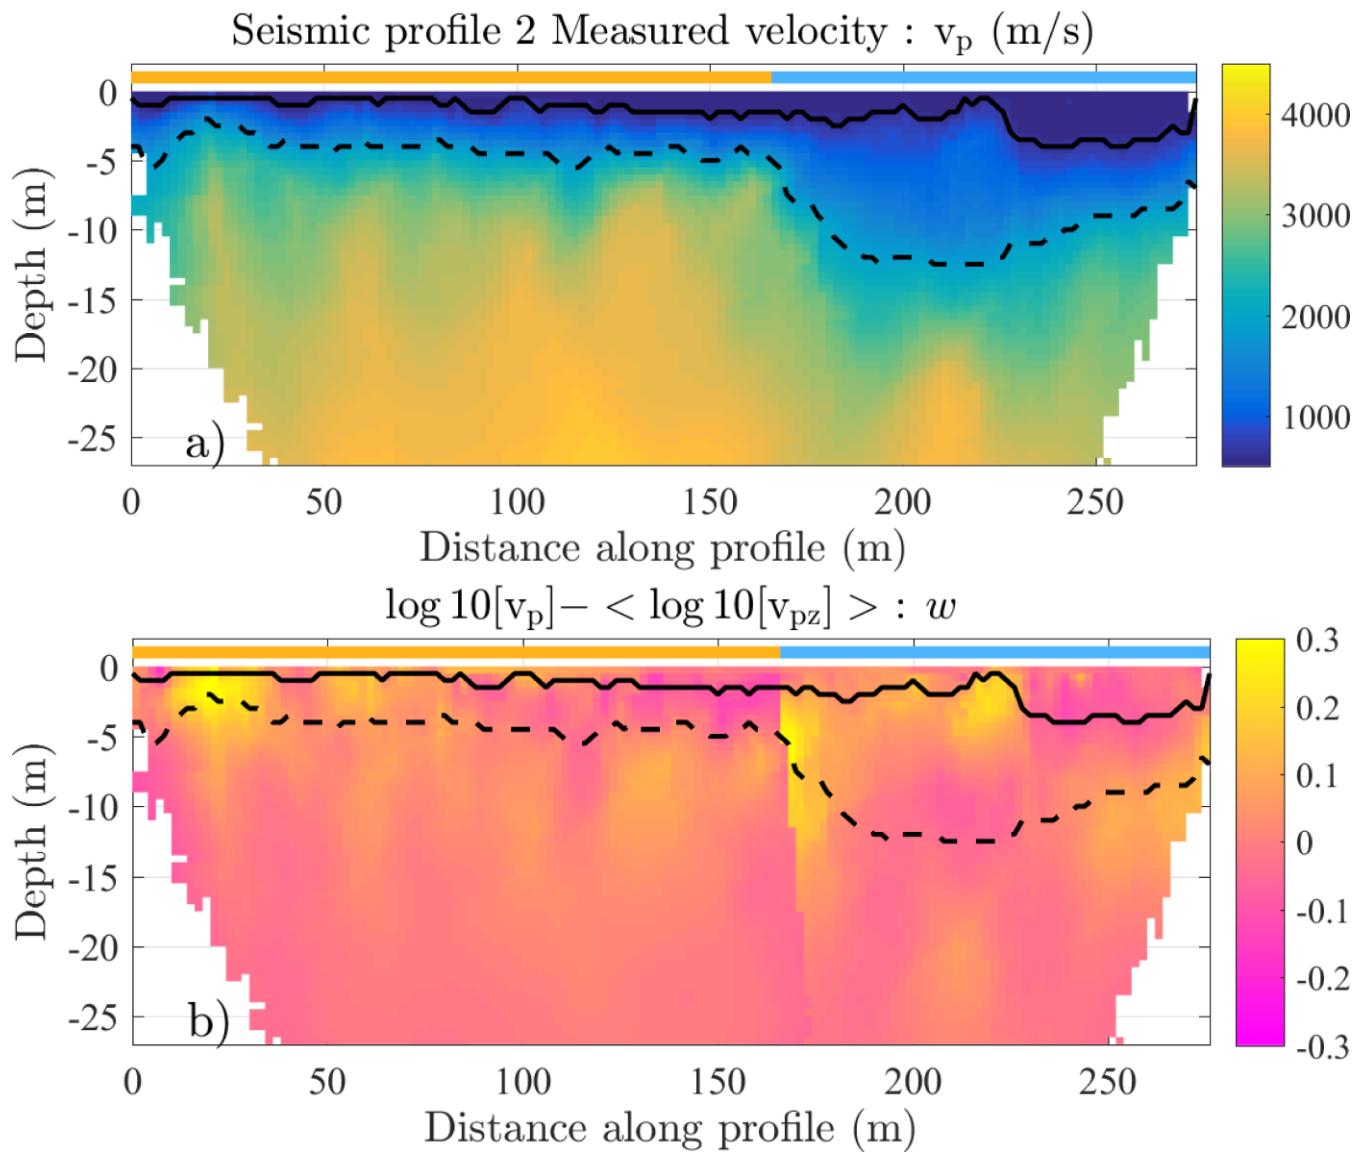 Seismic profile 2 Measured velocity : vₚ (m/s)
0
-5
-10
-15
-20
-25
Depth (m)
a)
0 50 100 150 200 250
Distance along profile (m)
4000
3000
2000
1000
log 10[vₚ]− < log 10[v_pz] > : w
0
-5
-10
-15
-20
-25
Depth (m)
b)
0 50 100 150 200 250
Distance along profile (m)
0.3
0.2
0.1
0
-0.1
-0.2
-0.3